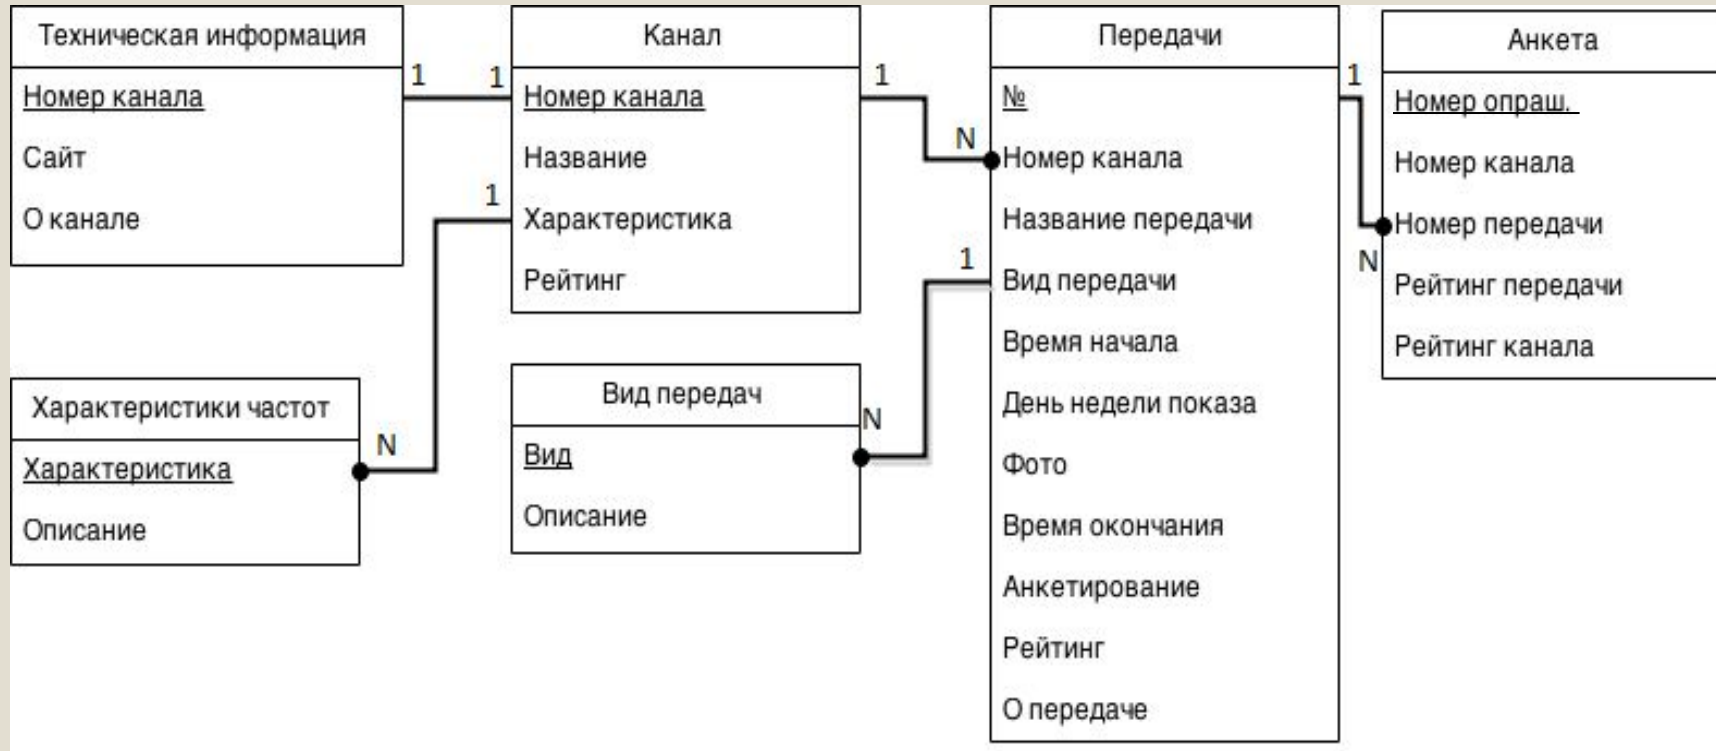 Техническая информация
1
Номер канала
Сайт
О канале
1
Канал
Номер канала
Название
1
Характеристика
Рейтинг
1
N
Передачи
№
Номер канала
Название передачи
1
Вид передачи
Время начала
День недели показа
Фото
Время окончания
Анкетирование
Рейтинг
О передаче
1
N
Анкета
Номер опраш.
Номер канала
Номер передачи
Рейтинг передачи
Рейтинг канала
Характеристики частот
N
Характеристика
Описание
Вид передач
N
Вид
Описание